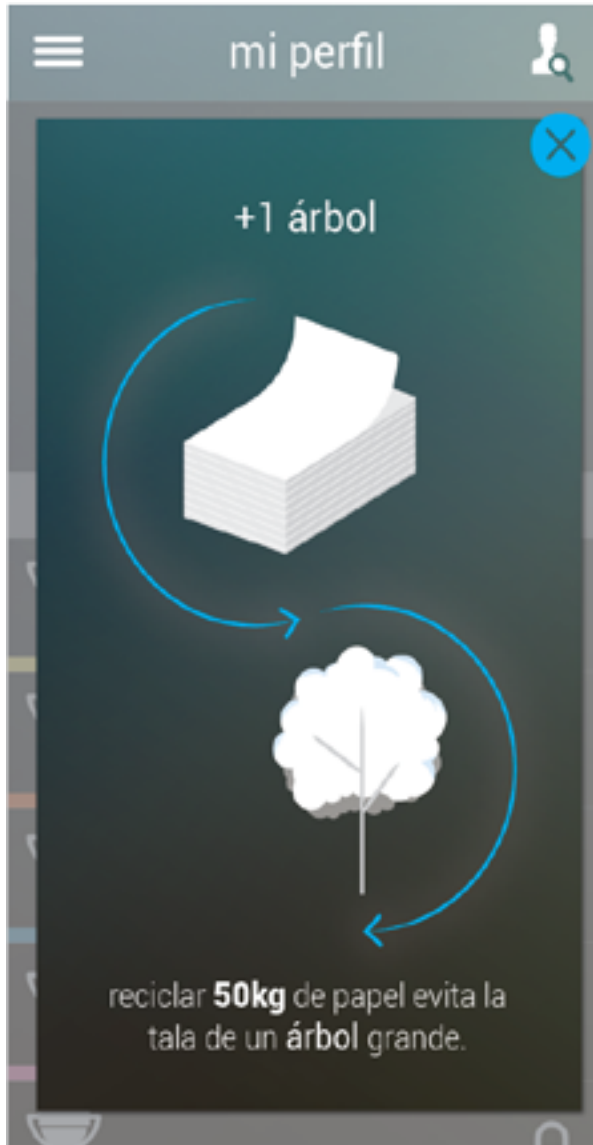 mi perfil
+1 árbol
reciclar 50kg de papel evita la
tala de un árbol grande.